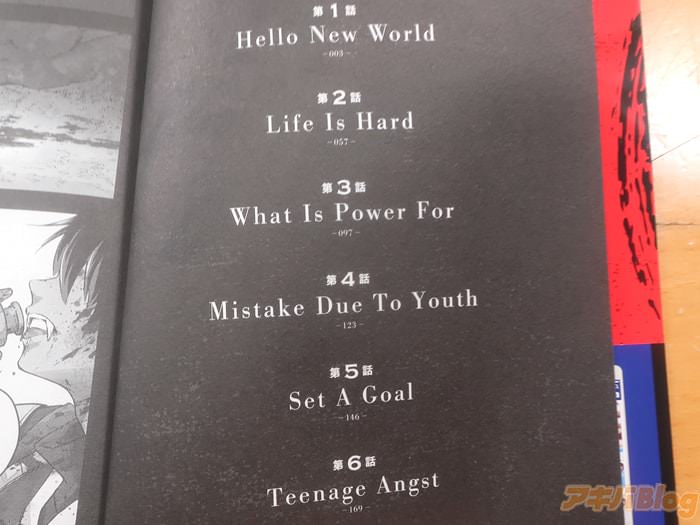 第1話
Hello New World
-003-
第2話
Life Is Hard
-057-
第3話
What Is Power For
-097-
第4話
Mistake Due To Youth
-123-
第5話
Set A Goal
-146-
第6話
Teenage Angst
-169-
アキバBlog